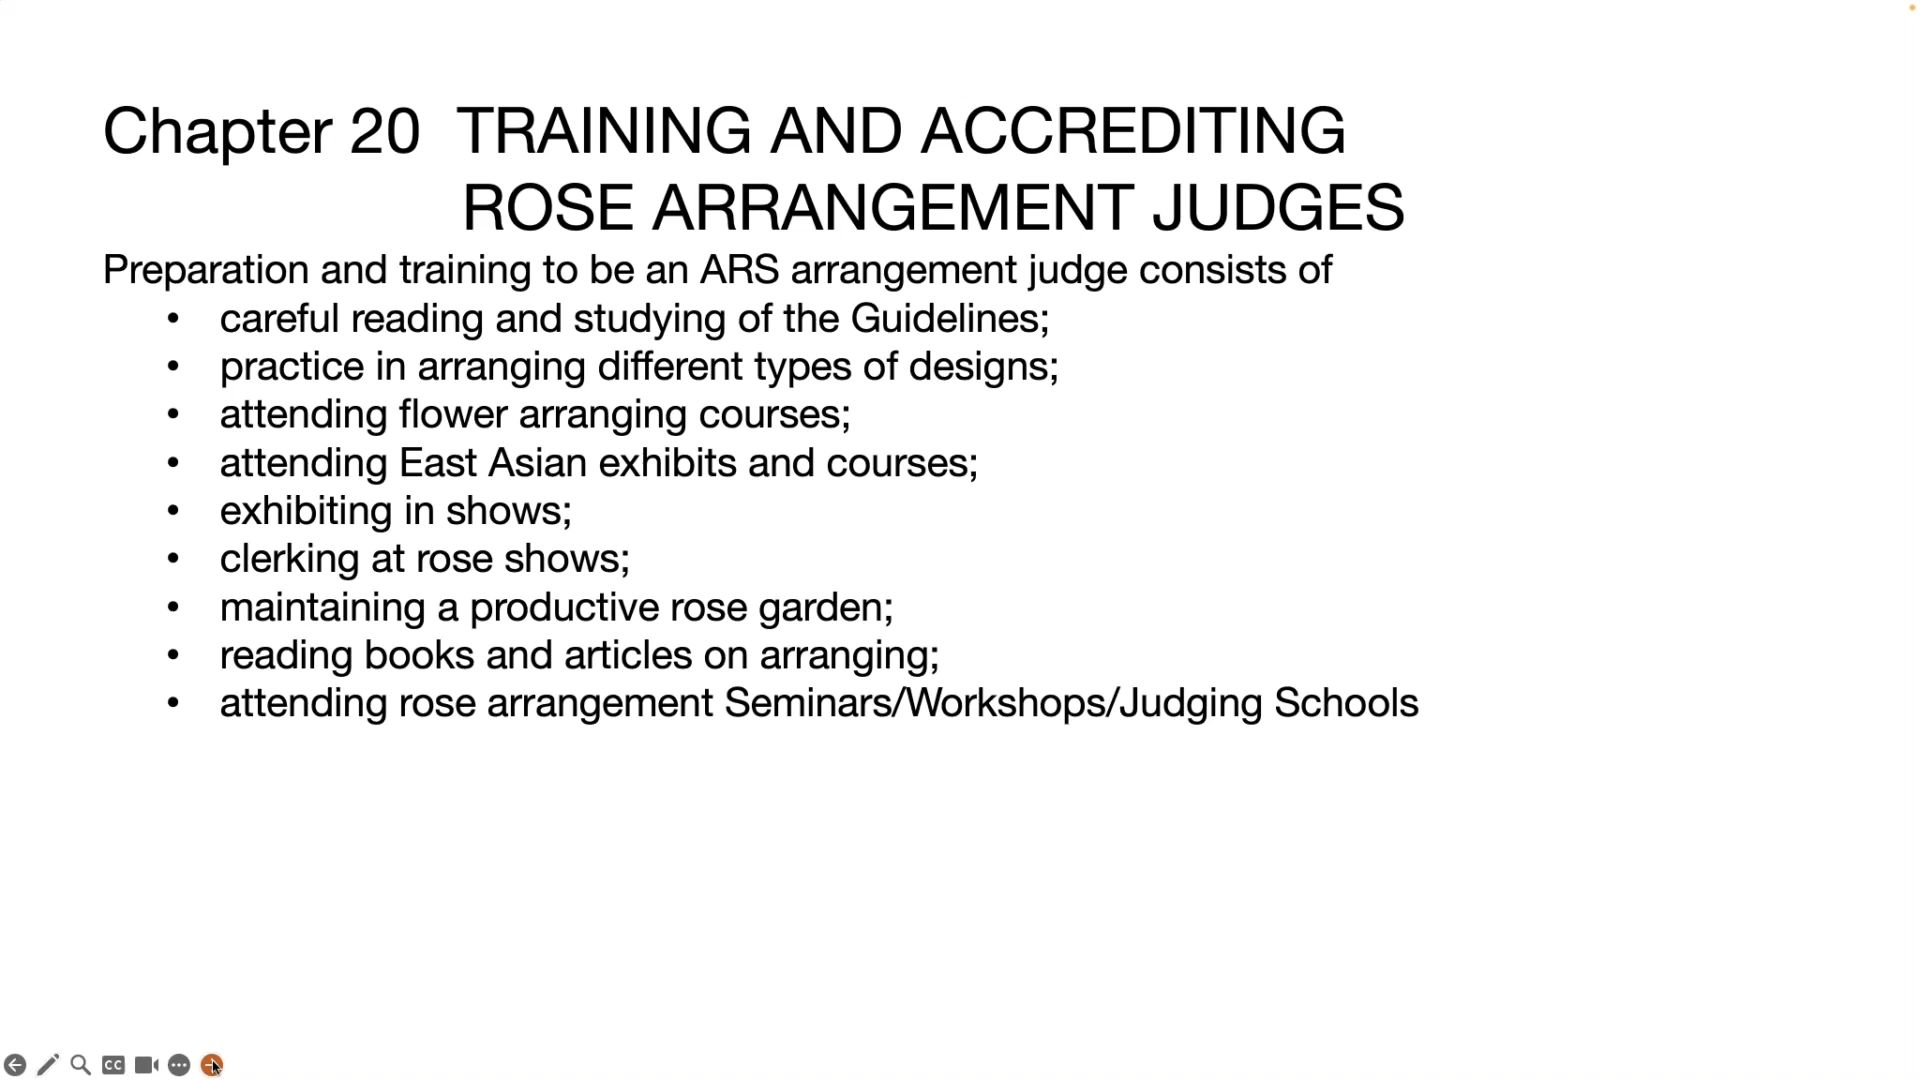 Chapter 20 TRAINING AND ACCREDITING
ROSE ARRANGEMENT JUDGES
Preparation and training to be an ARS arrangement judge consists of
• careful reading and studying of the Guidelines;
• practice in arranging different types of designs;
• attending flower arranging courses;
• attending East Asian exhibits and courses;
• exhibiting in shows;
• clerking at rose shows;
• maintaining a productive rose garden;
• reading books and articles on arranging;
• attending rose arrangement Seminars/Workshops/Judging Schools
CC